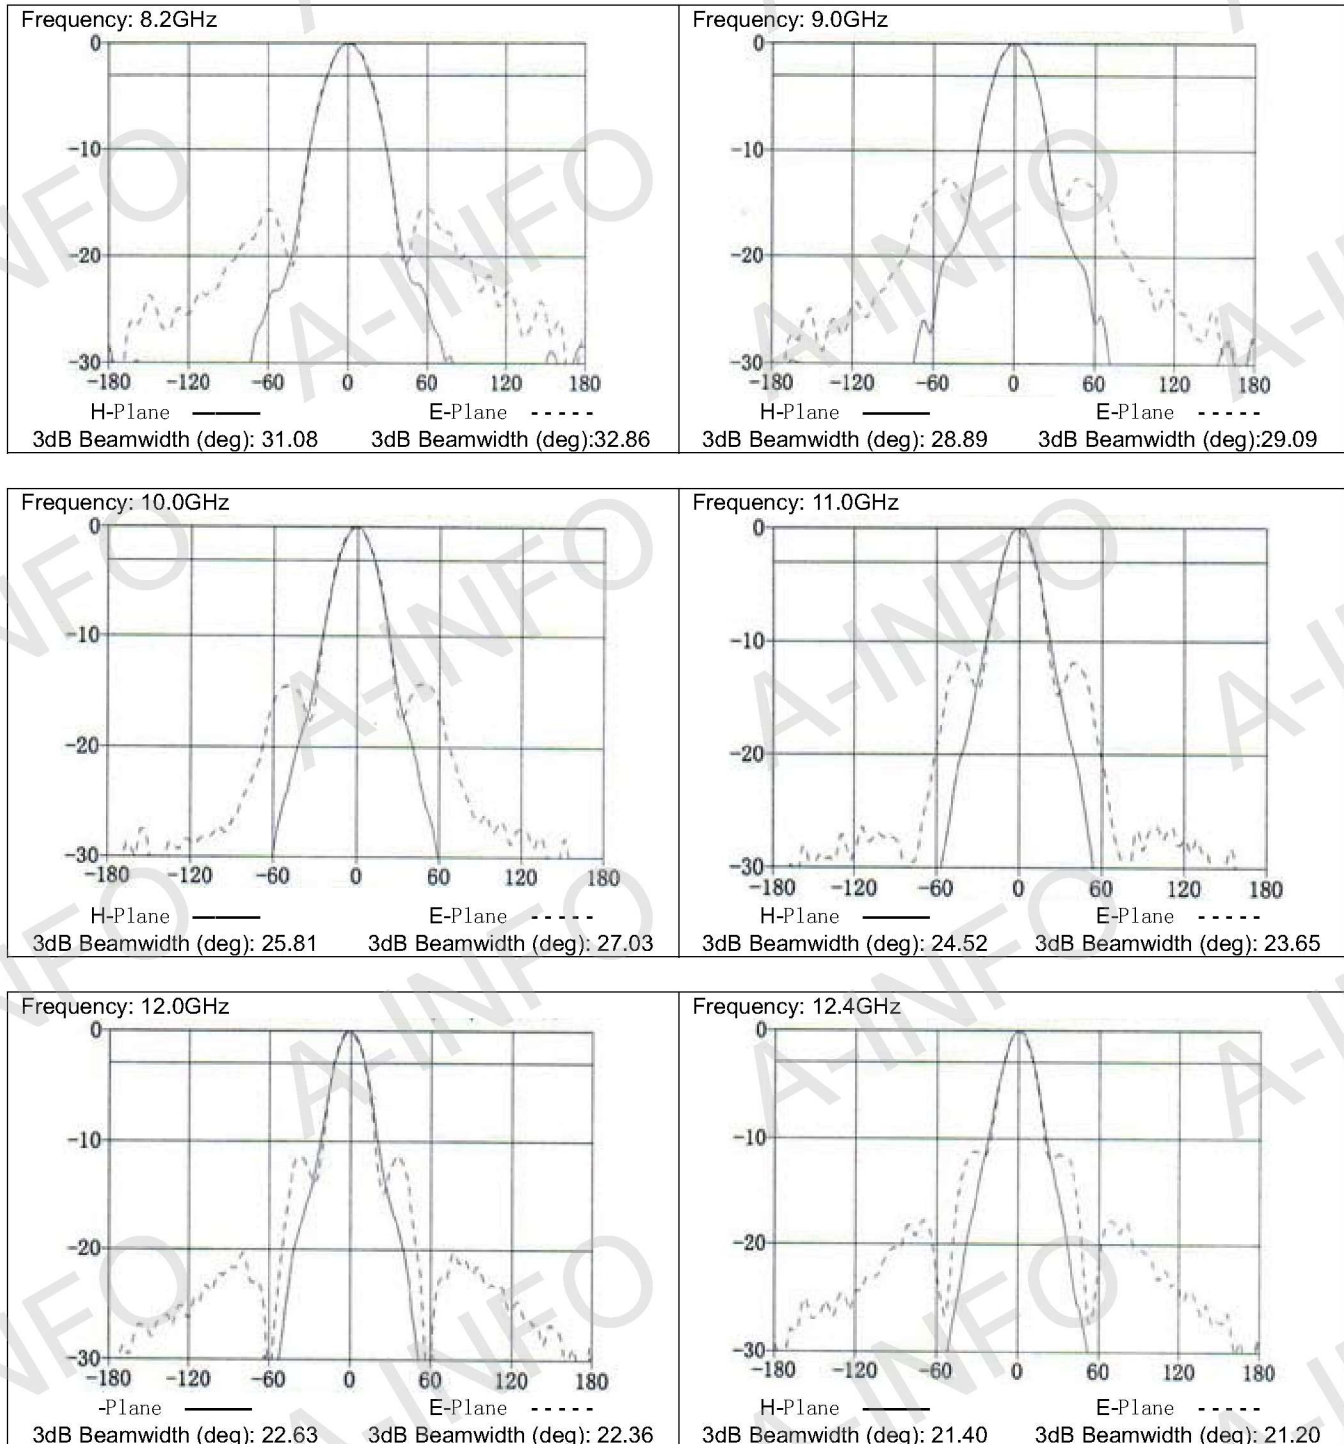 Frequency: 8.2GHz
0
-10
-20
-30
-180 -120 -60 0 60 120 180
H-Plane E-Plane
3dB Beamwidth (deg): 31.08 3dB Beamwidth (deg):32.86
Frequency: 9.0GHz
0
-10
-20
-30
-180 -120 -60 0 60 120 180
H-Plane E-Plane
3dB Beamwidth (deg): 28.89 3dB Beamwidth (deg):29.09
Frequency: 10.0GHz
0
-10
-20
-30
-180 -120 -60 0 60 120 180
H-Plane E-Plane
3dB Beamwidth (deg): 25.81 3dB Beamwidth (deg): 27.03
Frequency: 11.0GHz
0
-10
-20
-30
-180 -120 -60 0 60 120 180
H-Plane E-Plane
3dB Beamwidth (deg): 24.52 3dB Beamwidth (deg): 23.65
Frequency: 12.0GHz
0
-10
-20
-30
-180 -120 -60 0 60 120 180
-Plane E-Plane
3dB Beamwidth (deg): 22.63 3dB Beamwidth (deg): 22.36
Frequency: 12.4GHz
0
-10
-20
-30
-180 -120 -60 0 60 120 180
H-Plane E-Plane
3dB Beamwidth (deg): 21.40 3dB Beamwidth (deg): 21.20
A-INFO
A-INFO
A-INFO
A-INFO
A-INFO
A-INFO